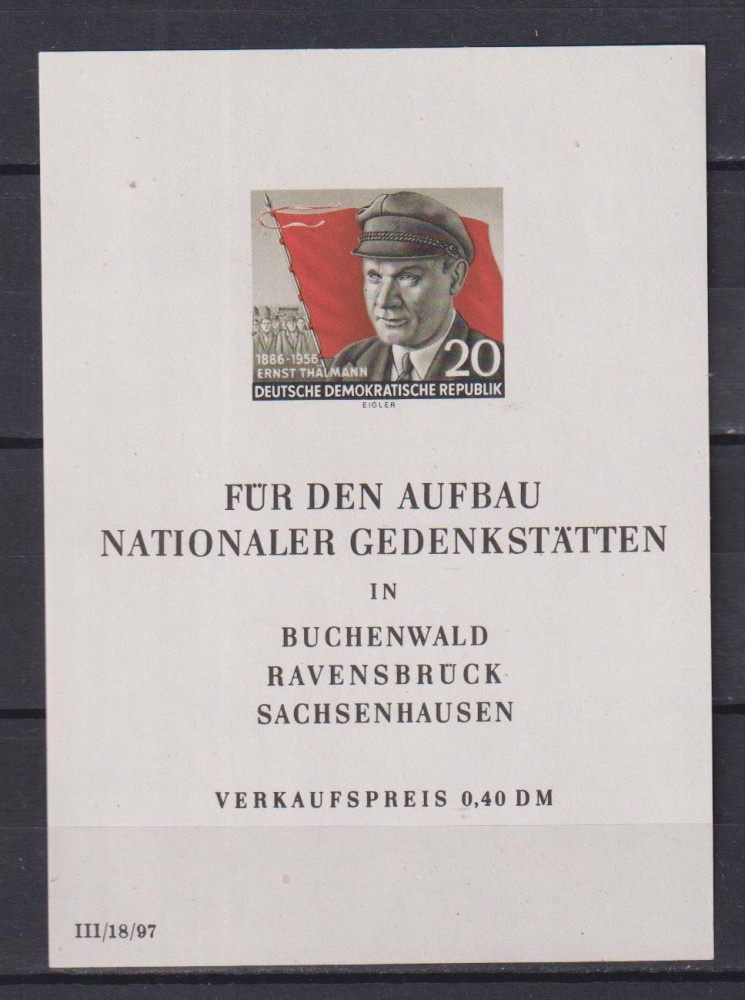 1886-1956
ERNST THÄLMANN
20
DEUTSCHE DEMOKRATISCHE REPUBLIK
EIGLER
FÜR DEN AUFBAU
NATIONALER GEDENKSTÄTTEN
IN
BUCHENWALD
RAVENSBRÜCK
SACHSENHAUSEN
VERKAUFSPREIS 0,40 DM
III/18/97